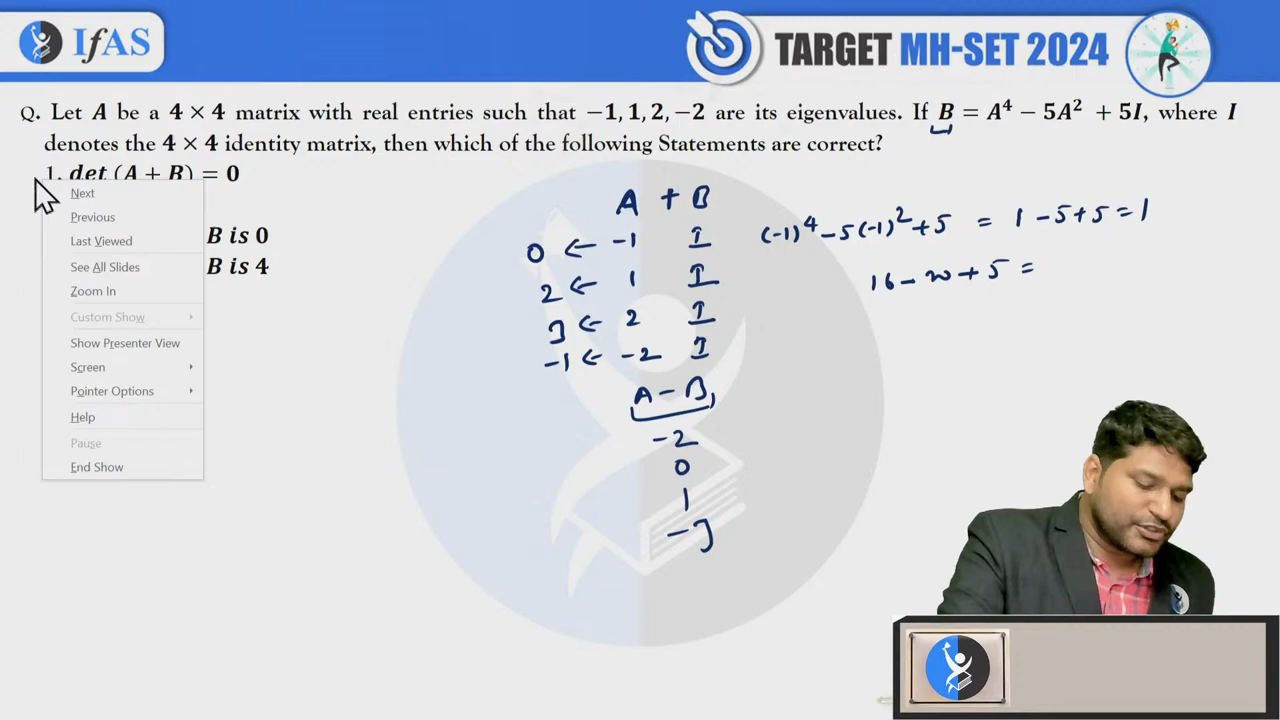 IfAS
TARGET MH-SET 2024
Q. Let A be a 4 × 4 matrix with real entries such that −1, 1, 2, −2 are its eigenvalues. If B = A⁴ − 5A² + 5I, where I
denotes the 4 × 4 identity matrix, then which of the following Statements are correct?
1. det (A + B) = 0
B is 0
B is 4
Next
Previous
Last Viewed
See All Slides
Zoom In
Custom Show
Show Presenter View
Screen
Pointer Options
Help
Pause
End Show
A + B
0 ← −1 1
2 ← 1 1
3 ← 2 1
−1 ← −2 1
A − B
−2
0
1
−3
(−1)⁴ − 5(−1)² + 5 = 1 − 5 + 5 = 1
16 − 20 + 5 =